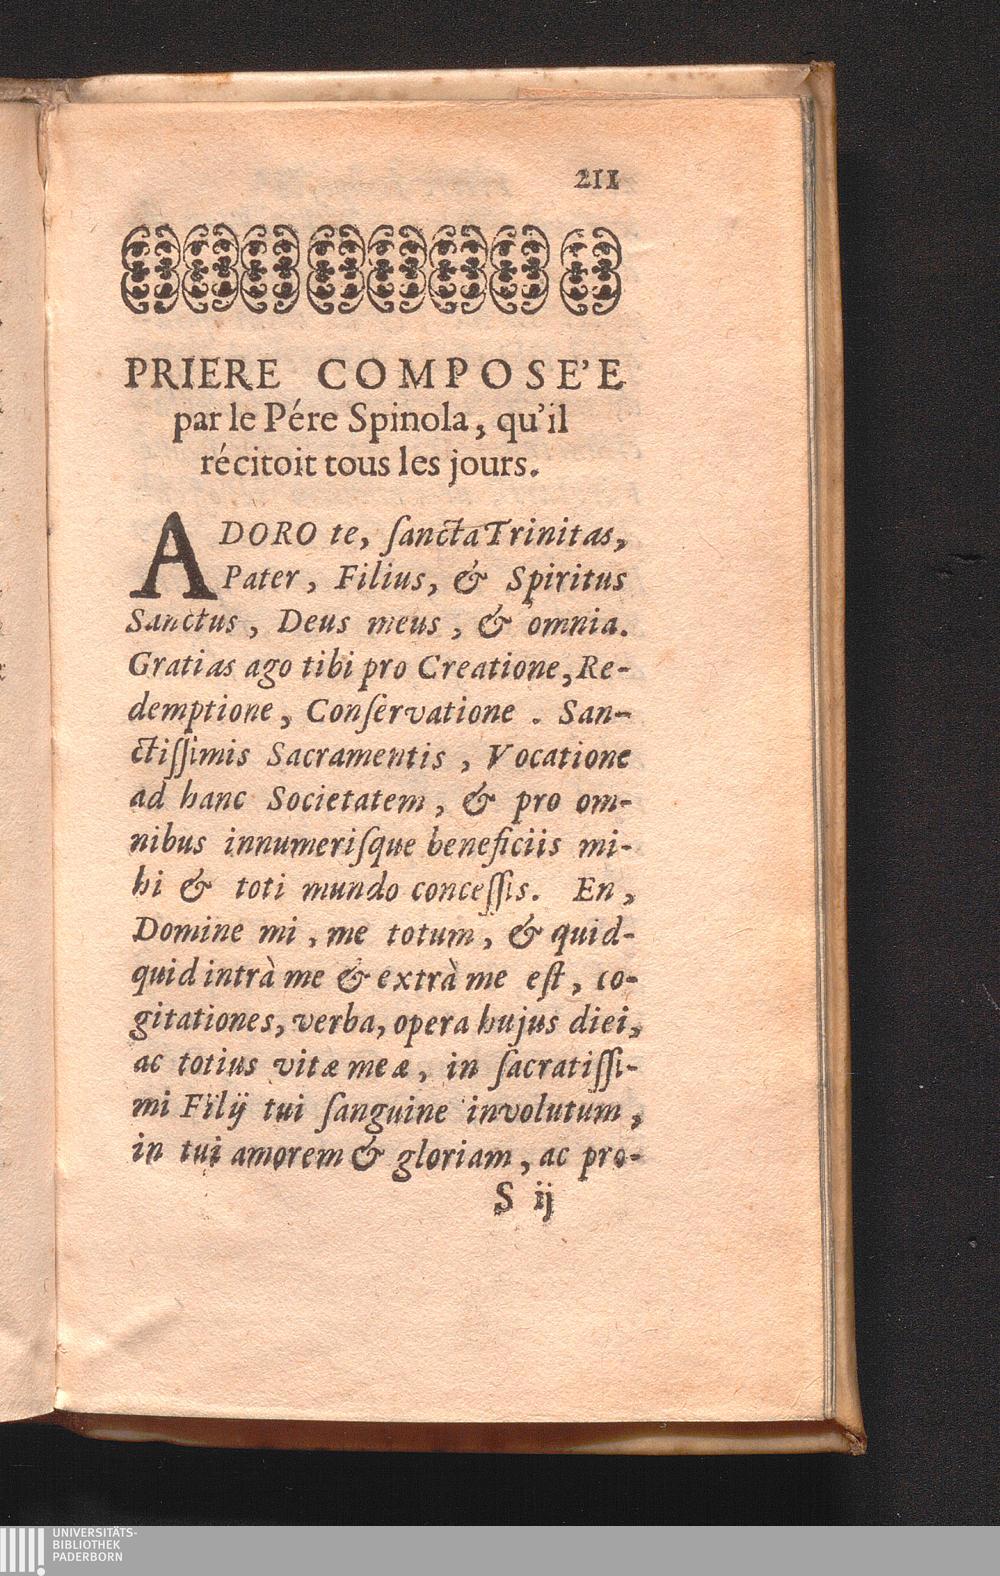 211
PRIERE COMPOSE'E
par le Pére Spinola, qu'il
récitoit tous les jours.
ADORO te, ſancta Trinitas,
Pater, Filius, & Spiritus
Sanctus, Deus meus, & omnia.
Gratias ago tibi pro Creatione, Re-
demptione, Conſervatione. San-
ctiſſimis Sacramentis, Vocatione
ad hanc Societatem, & pro om-
nibus innumeriſque beneficiis mi-
hi & toti mundo conceſſis. En,
Domine mi, me totum, & quid-
quid intrà me & extrà me eſt, co-
gitationes, verba, opera hujus diei,
ac totius vitæ meæ, in ſacratiſſi-
mi Filij tui ſanguine involutum,
in tui amorem & gloriam, ac pro-
S ij
UNIVERSITÄTS-
BIBLIOTHEK
PADERBORN